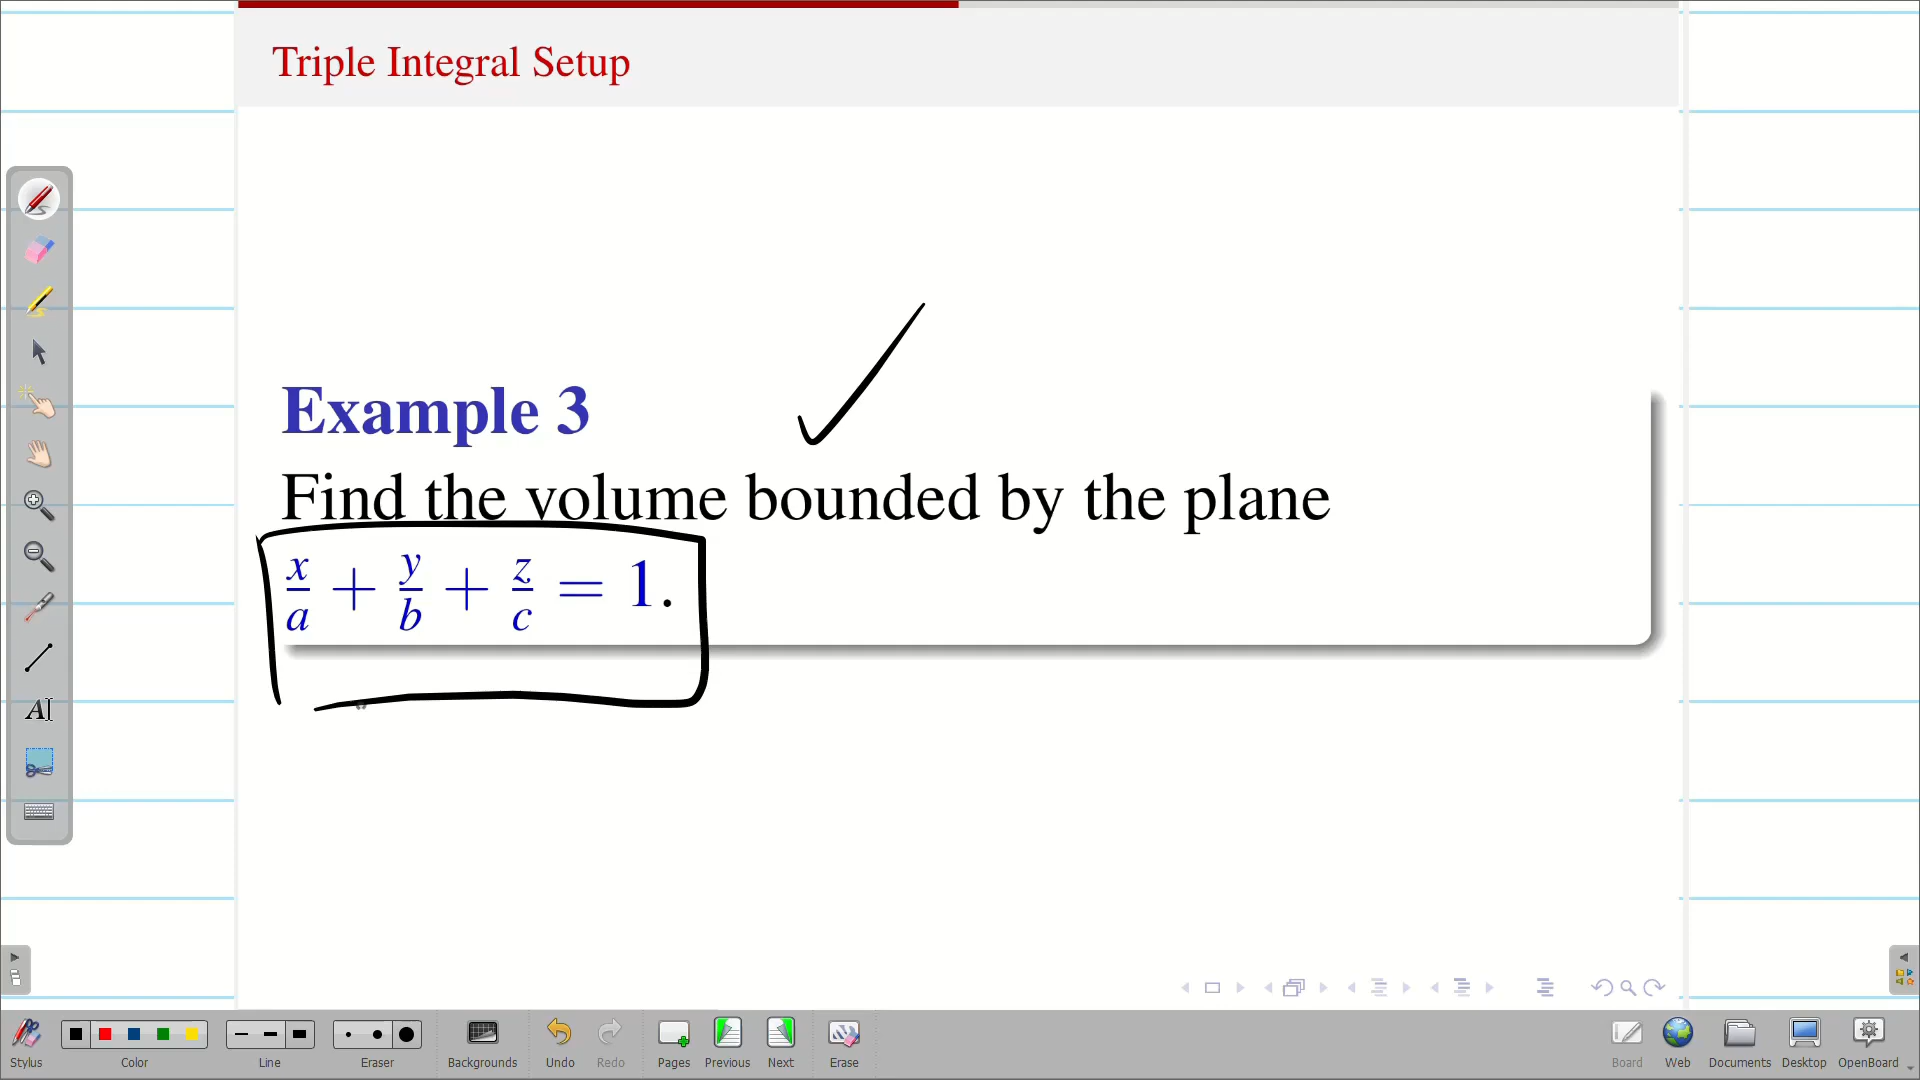 Triple Integral Setup
Example 3
Find the volume bounded by the plane
x/a + y/b + z/c = 1.
Stylus
Color
Line
Eraser
Backgrounds
Undo
Redo
Pages
Previous
Next
Erase
Board
Web
Documents
Desktop
OpenBoard